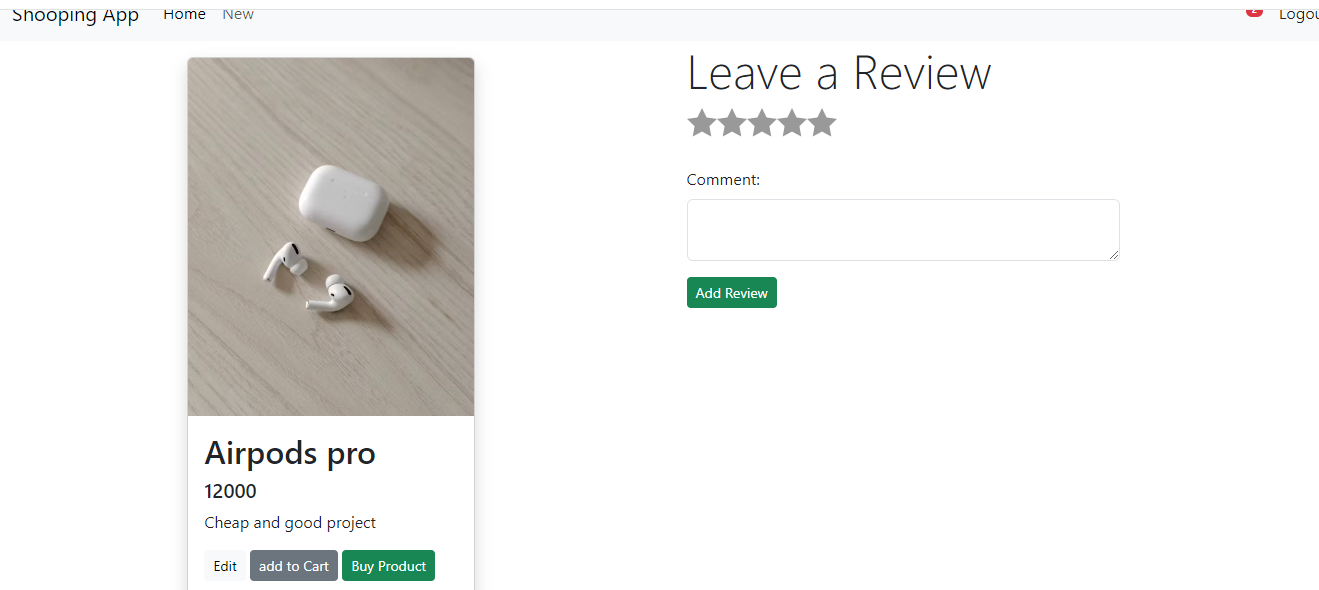 Shooping App Home New 2 Logou
Leave a Review
Comment:
Add Review
Airpods pro
12000
Cheap and good project
Edit add to Cart Buy Product